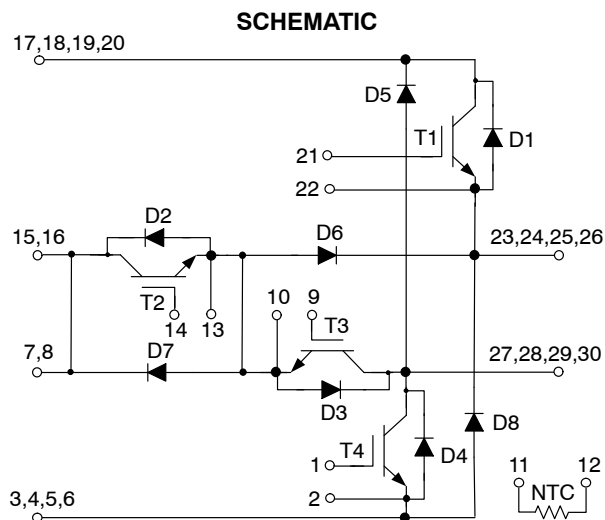 SCHEMATIC
17,18,19,20
D5
T1
D1
21
22
D2
D6
15,16
23,24,25,26
T2
14
13
10
9
T3
7,8
D7
27,28,29,30
D3
D8
T4
D4
1
2
11
12
NTC
3,4,5,6